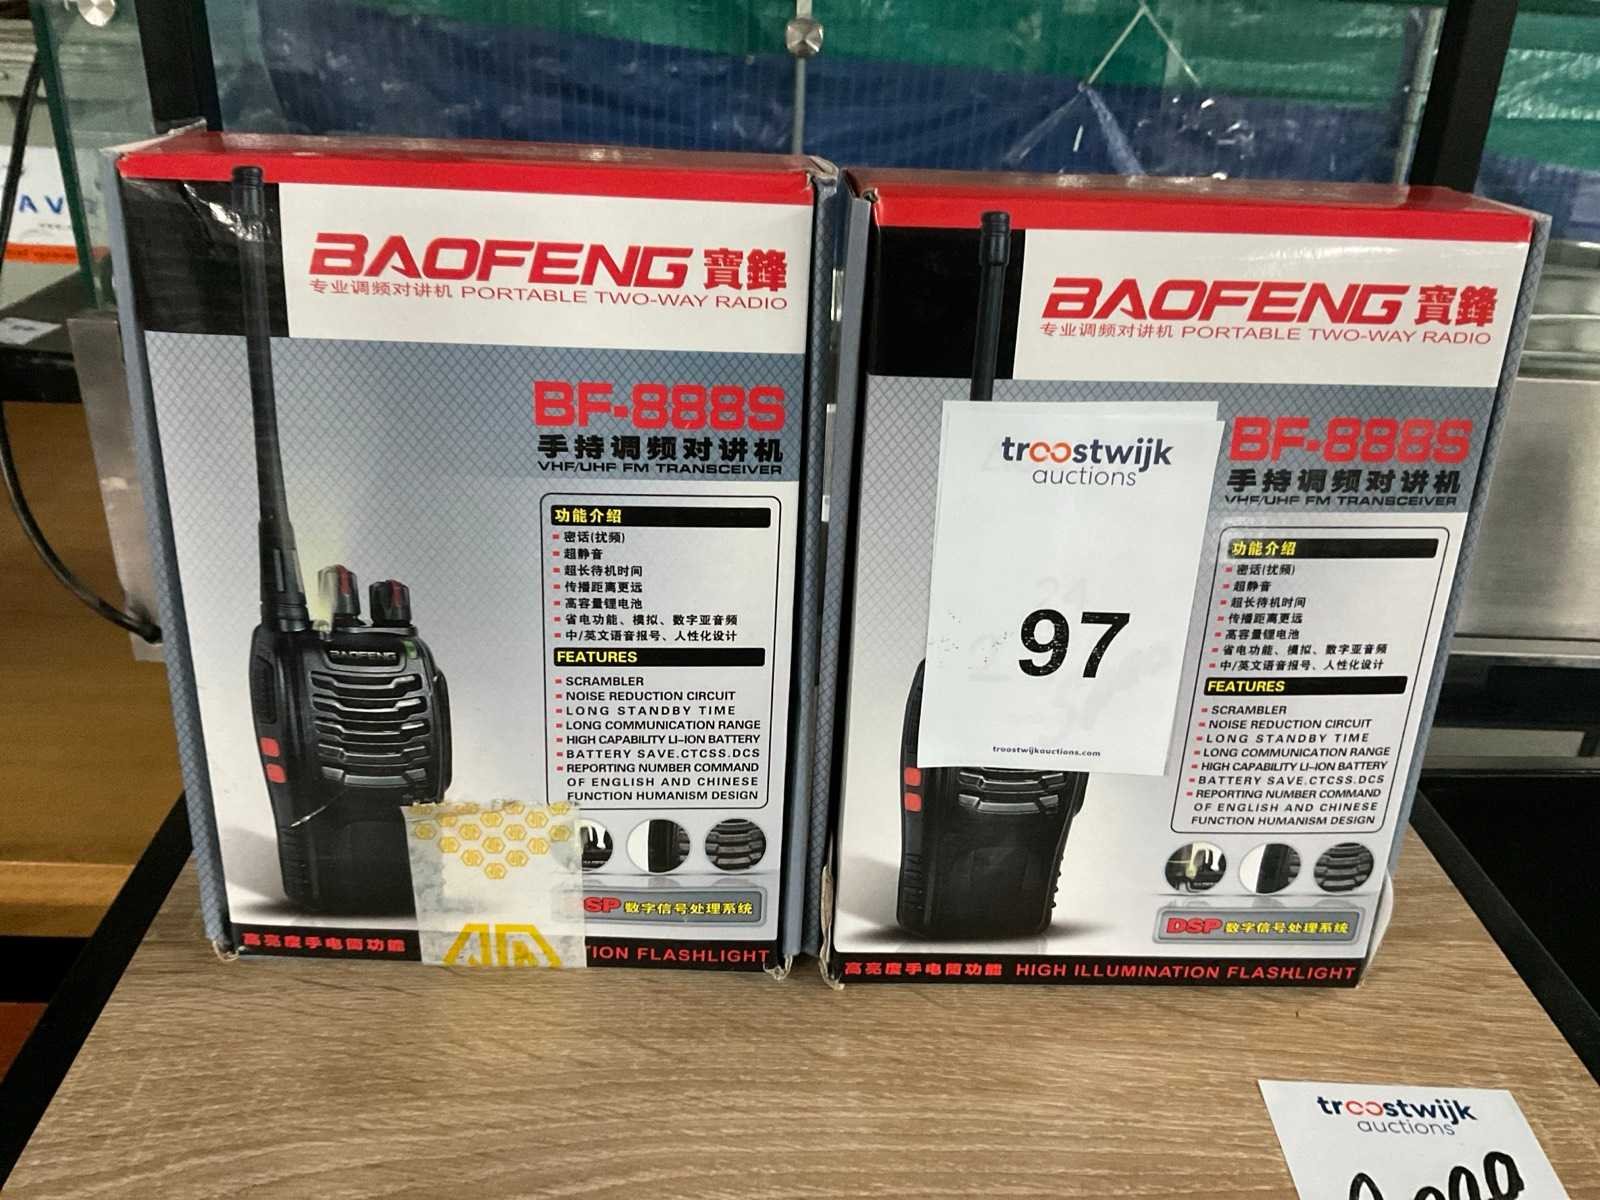 BAOFENG 寶鋒
专业调频对讲机 PORTABLE TWO-WAY RADIO
BF-888S
手持调频对讲机
VHF/UHF FM TRANSCEIVER
功能介绍
密话(扰频)
超静音
超长待机时间
传播距离更远
高容量锂电池
省电功能、模拟、数字亚音频
中/英文语音报号、人性化设计
FEATURES
SCRAMBLER
NOISE REDUCTION CIRCUIT
LONG STANDBY TIME
LONG COMMUNICATION RANGE
HIGH CAPABILITY LI-ION BATTERY
BATTERY SAVE.CTCSS.DCS
REPORTING NUMBER COMMAND
OF ENGLISH AND CHINESE
FUNCTION HUMANISM DESIGN
BAOFENG
DSP 数字信号处理系统
高亮度手电筒功能 TION FLASHLIGHT
BAOFENG 寶鋒
专业调频对讲机 PORTABLE TWO-WAY RADIO
BF-888S
手持调频对讲机
VHF/UHF FM TRANSCEIVER
功能介绍
密话(扰频)
超静音
超长待机时间
传播距离更远
高容量锂电池
省电功能、模拟、数字亚音频
中/英文语音报号、人性化设计
FEATURES
SCRAMBLER
NOISE REDUCTION CIRCUIT
LONG STANDBY TIME
LONG COMMUNICATION RANGE
HIGH CAPABILITY LI-ION BATTERY
BATTERY SAVE.CTCSS.DCS
REPORTING NUMBER COMMAND
OF ENGLISH AND CHINESE
FUNCTION HUMANISM DESIGN
DSP 数字信号处理系统
高亮度手电筒功能 HIGH ILLUMINATION FLASHLIGHT
troostwijk
auctions
97
troostwijkauctions.com
troostwijk
auctions